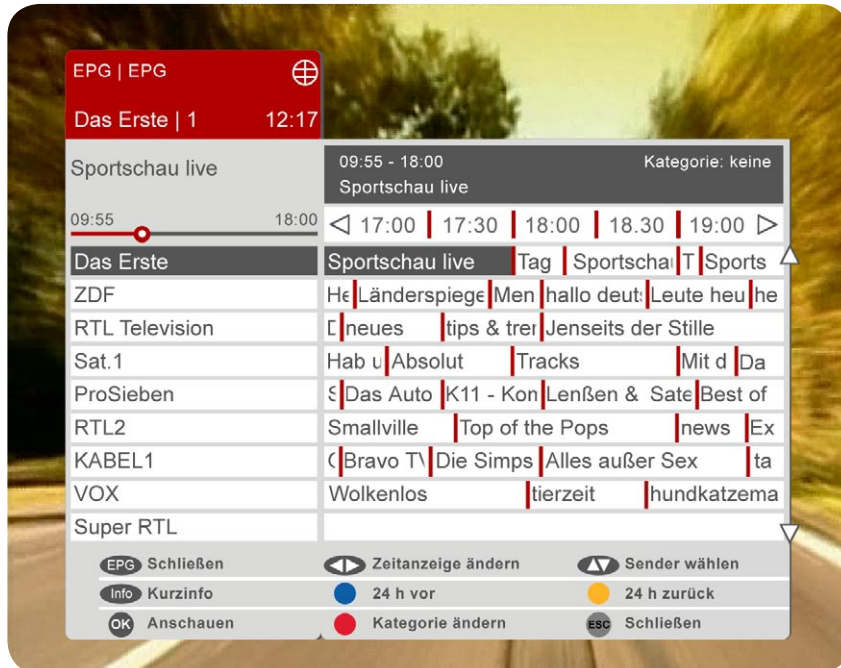 EPG | EPG
Das Erste | 1 12:17
Sportschau live
09:55 18:00
09:55 - 18:00 Kategorie: keine
Sportschau live
17:00 17:30 18:00 18.30 19:00
Das Erste Sportschau live Tag Sportscha T Sports
ZDF He Länderspiege Men hallo deut Leute heu he
RTL Television neues tips & tre Jenseits der Stille
Sat.1 Hab u Absolut Tracks Mit d Da
ProSieben S Das Auto K11 - Kon Lenßen & Sate Best of
RTL2 Smallville Top of the Pops news Ex
KABEL1 Bravo T Die Simps Alles außer Sex ta
VOX Wolkenlos tierzeit hundkatzema
Super RTL
EPG Schließen Zeitanzeige ändern Sender wählen
Info Kurzinfo 24 h vor 24 h zurück
OK Anschauen Kategorie ändern ESC Schließen